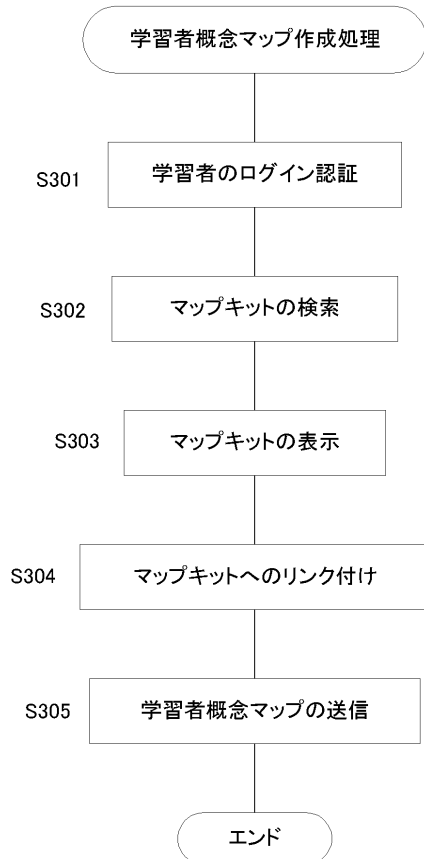 学習者概念マップ作成処理
S301
学習者のログイン認証
S302
マップキットの検索
S303
マップキットの表示
S304
マップキットへのリンク付け
S305
学習者概念マップの送信
エンド